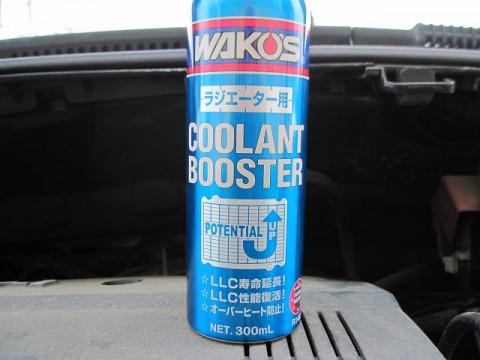 WAKO'S
ラジエーター用
COOLANT
BOOSTER
POTENTIAL UP
☆LLC寿命延長!
☆LLC性能復活!
☆オーバーヒート防止!
NET. 300mL